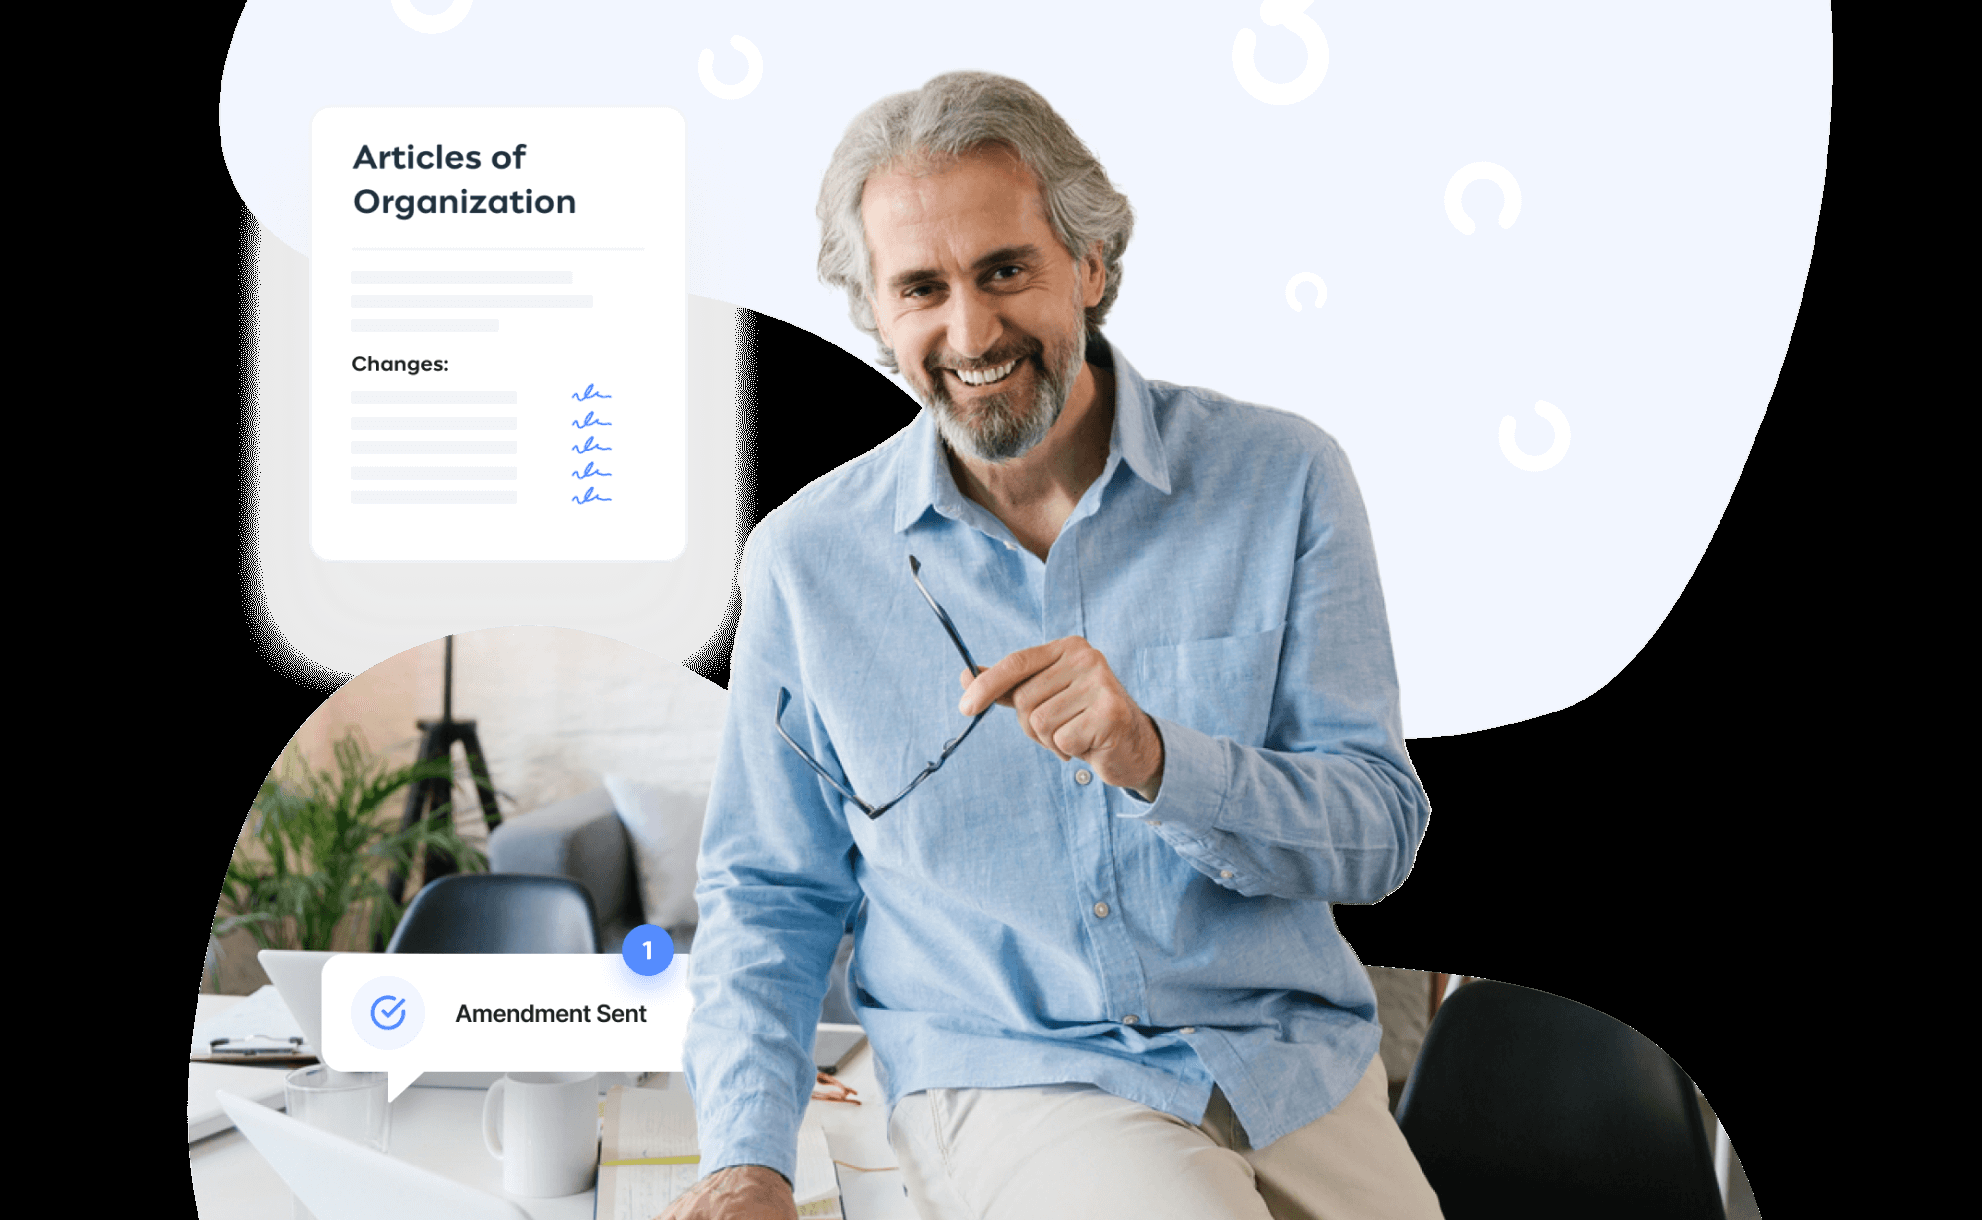 Articles of
Organization
Changes:
1
Amendment Sent